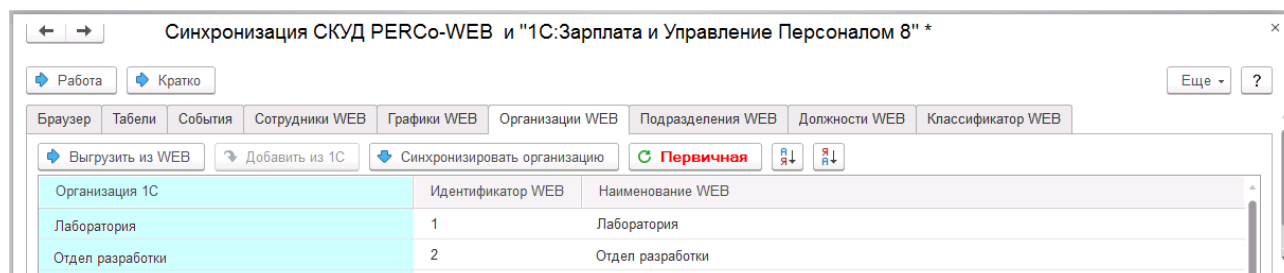 Синхронизация СКУД PERCo-WEB и "1С:Зарплата и Управление Персоналом 8" *
Работа Кратко Еще ?
Браузер Табели События Сотрудники WEB Графики WEB Организации WEB Подразделения WEB Должности WEB Классификатор WEB
Выгрузить из WEB Добавить из 1С Синхронизировать организацию Первичная А Я Я А
Организация 1С Идентификатор WEB Наименование WEB
Лаборатория 1 Лаборатория
Отдел разработки 2 Отдел разработки